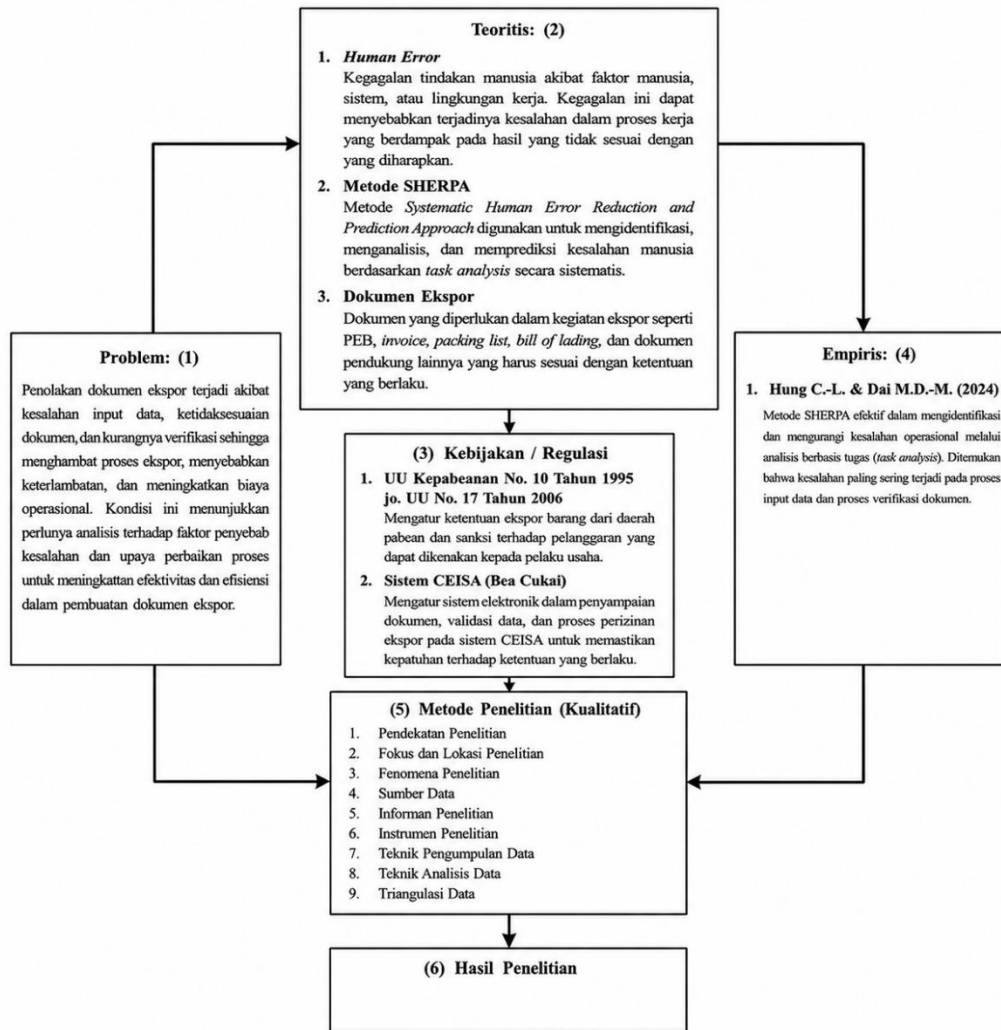 Teoritis: (2)
1. Human Error
Kegagalan tindakan manusia akibat faktor manusia,
sistem, atau lingkungan kerja. Kegagalan ini dapat
menyebabkan terjadinya kesalahan dalam proses kerja
yang berdampak pada hasil yang tidak sesuai dengan
yang diharapkan.
2. Metode SHERPA
Metode Systematic Human Error Reduction and
Prediction Approach digunakan untuk mengidentifikasi,
menganalisis, dan memprediksi kesalahan manusia
berdasarkan task analysis secara sistematis.
3. Dokumen Ekspor
Dokumen yang diperlukan dalam kegiatan ekspor seperti
PEB, invoice, packing list, bill of lading, dan dokumen
pendukung lainnya yang harus sesuai dengan ketentuan
yang berlaku.
Problem: (1)
Penolakan dokumen ekspor terjadi akibat
kesalahan input data, ketidaksesuaian
dokumen, dan kurangnya verifikasi sehingga
menghambat proses ekspor, menyebabkan
keterlambatan, dan meningkatkan biaya
operasional. Kondisi ini menunjukkan
perlunya analisis terhadap faktor penyebab
kesalahan dan upaya perbaikan proses
untuk meningkattan efektivitas dan efisiensi
dalam pembuatan dokumen ekspor.
(3) Kebijakan / Regulasi
1. UU Kepabeanan No. 10 Tahun 1995
jo. UU No. 17 Tahun 2006
Mengatur ketentuan ekspor barang dari daerah
pabean dan sanksi terhadap pelanggaran yang
dapat dikenakan kepada pelaku usaha.
2. Sistem CEISA (Bea Cukai)
Mengatur sistem elektronik dalam penyampaian
dokumen, validasi data, dan proses perizinan
ekspor pada sistem CEISA untuk memastikan
kepatuhan terhadap ketentuan yang berlaku.
Empiris: (4)
1. Hung C.-L. & Dai M.D.-M. (2024)
Metode SHERPA efektif dalam mengidentifikasi
dan mengurangi kesalahan operasional melalui
analisis berbasis tugas (task analysis). Ditemukan
bahwa kesalahan paling sering terjadi pada proses
input data dan proses verifikasi dokumen.
(5) Metode Penelitian (Kualitatif)
1. Pendekatan Penelitian
2. Fokus dan Lokasi Penelitian
3. Fenomena Penelitian
4. Sumber Data
5. Informan Penelitian
6. Instrumen Penelitian
7. Teknik Pengumpulan Data
8. Teknik Analisis Data
9. Triangulasi Data
(6) Hasil Penelitian